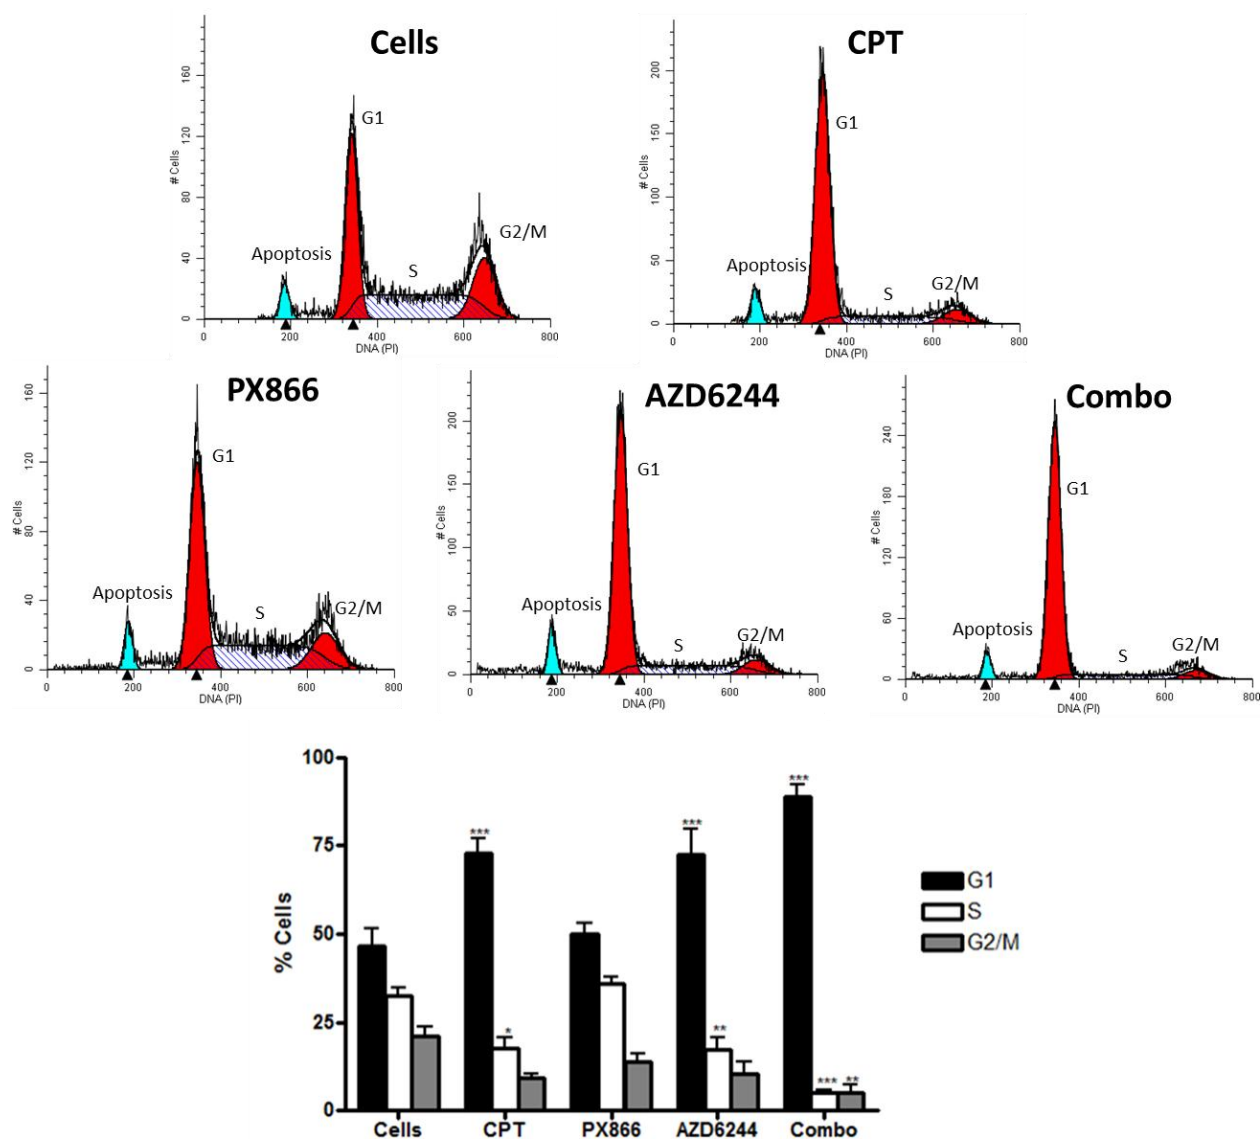 Cells
160
120
80
40
0
# Cells
Apoptosis
G1
S
G2/M
0 200 400 600 800
DNA (PI)
CPT
200
150
100
50
0
# Cells
Apoptosis
G1
S
G2/M
0 200 400 600 800
DNA (PI)
PX866
160
120
80
40
0
# Cells
Apoptosis
G1
S
G2/M
0 200 400 600 800
DNA (PI)
AZD6244
200
150
100
50
0
# Cells
Apoptosis
G1
S
G2/M
0 200 400 600 800
DNA (PI)
Combo
240
180
120
60
0
# Cells
Apoptosis
G1
S
G2/M
0 200 400 600 800
DNA (PI)
100
75
50
25
0
% Cells
***
*
***
**
***
*** **
Cells CPT PX866 AZD6244 Combo
G1
S
G2/M